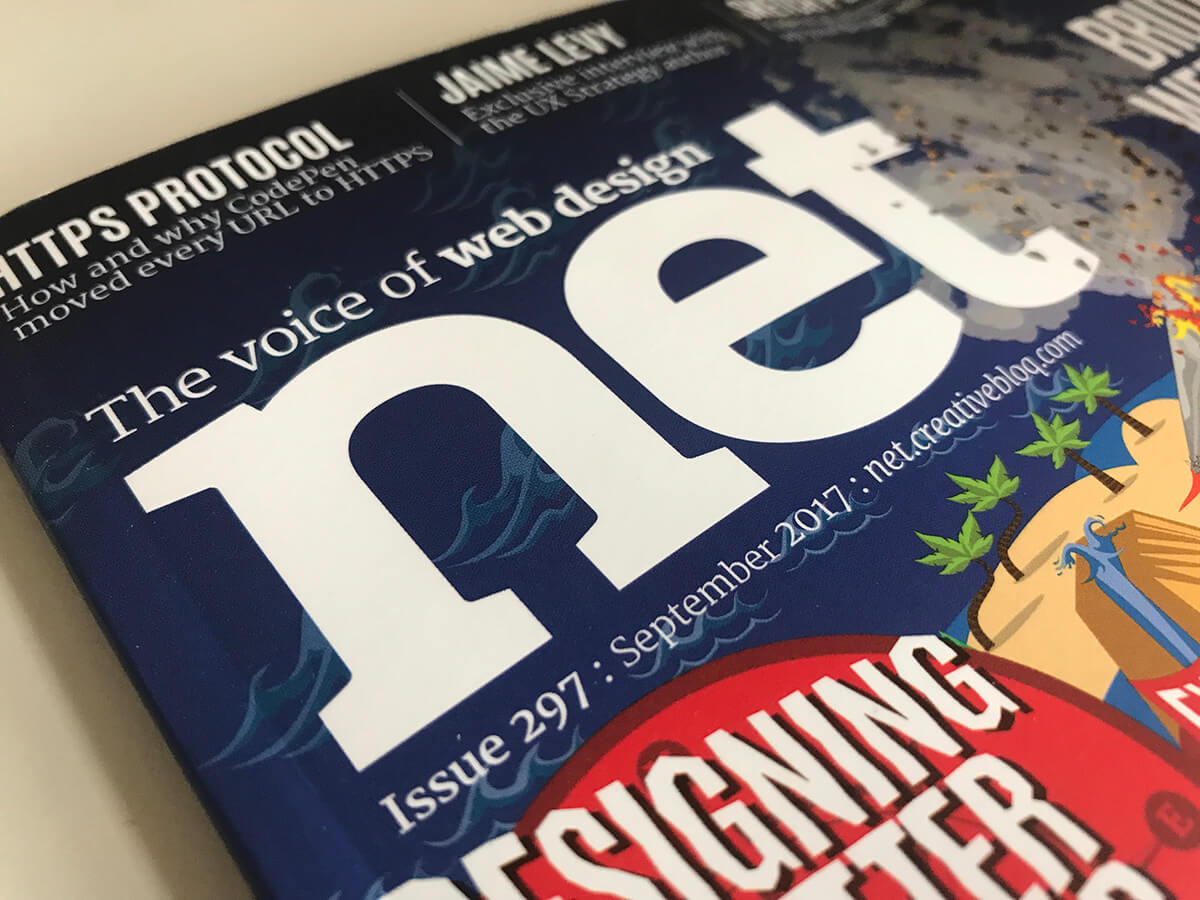 HTTPS PROTOCOL
How and why CodePen
moved every URL to HTTPS
JAIME LEVY
Exclusive interview with
the UX Strategy author
The voice of web design
net
Issue 297 : September 2017 : net.creativebloq.com
DESIGNING
E